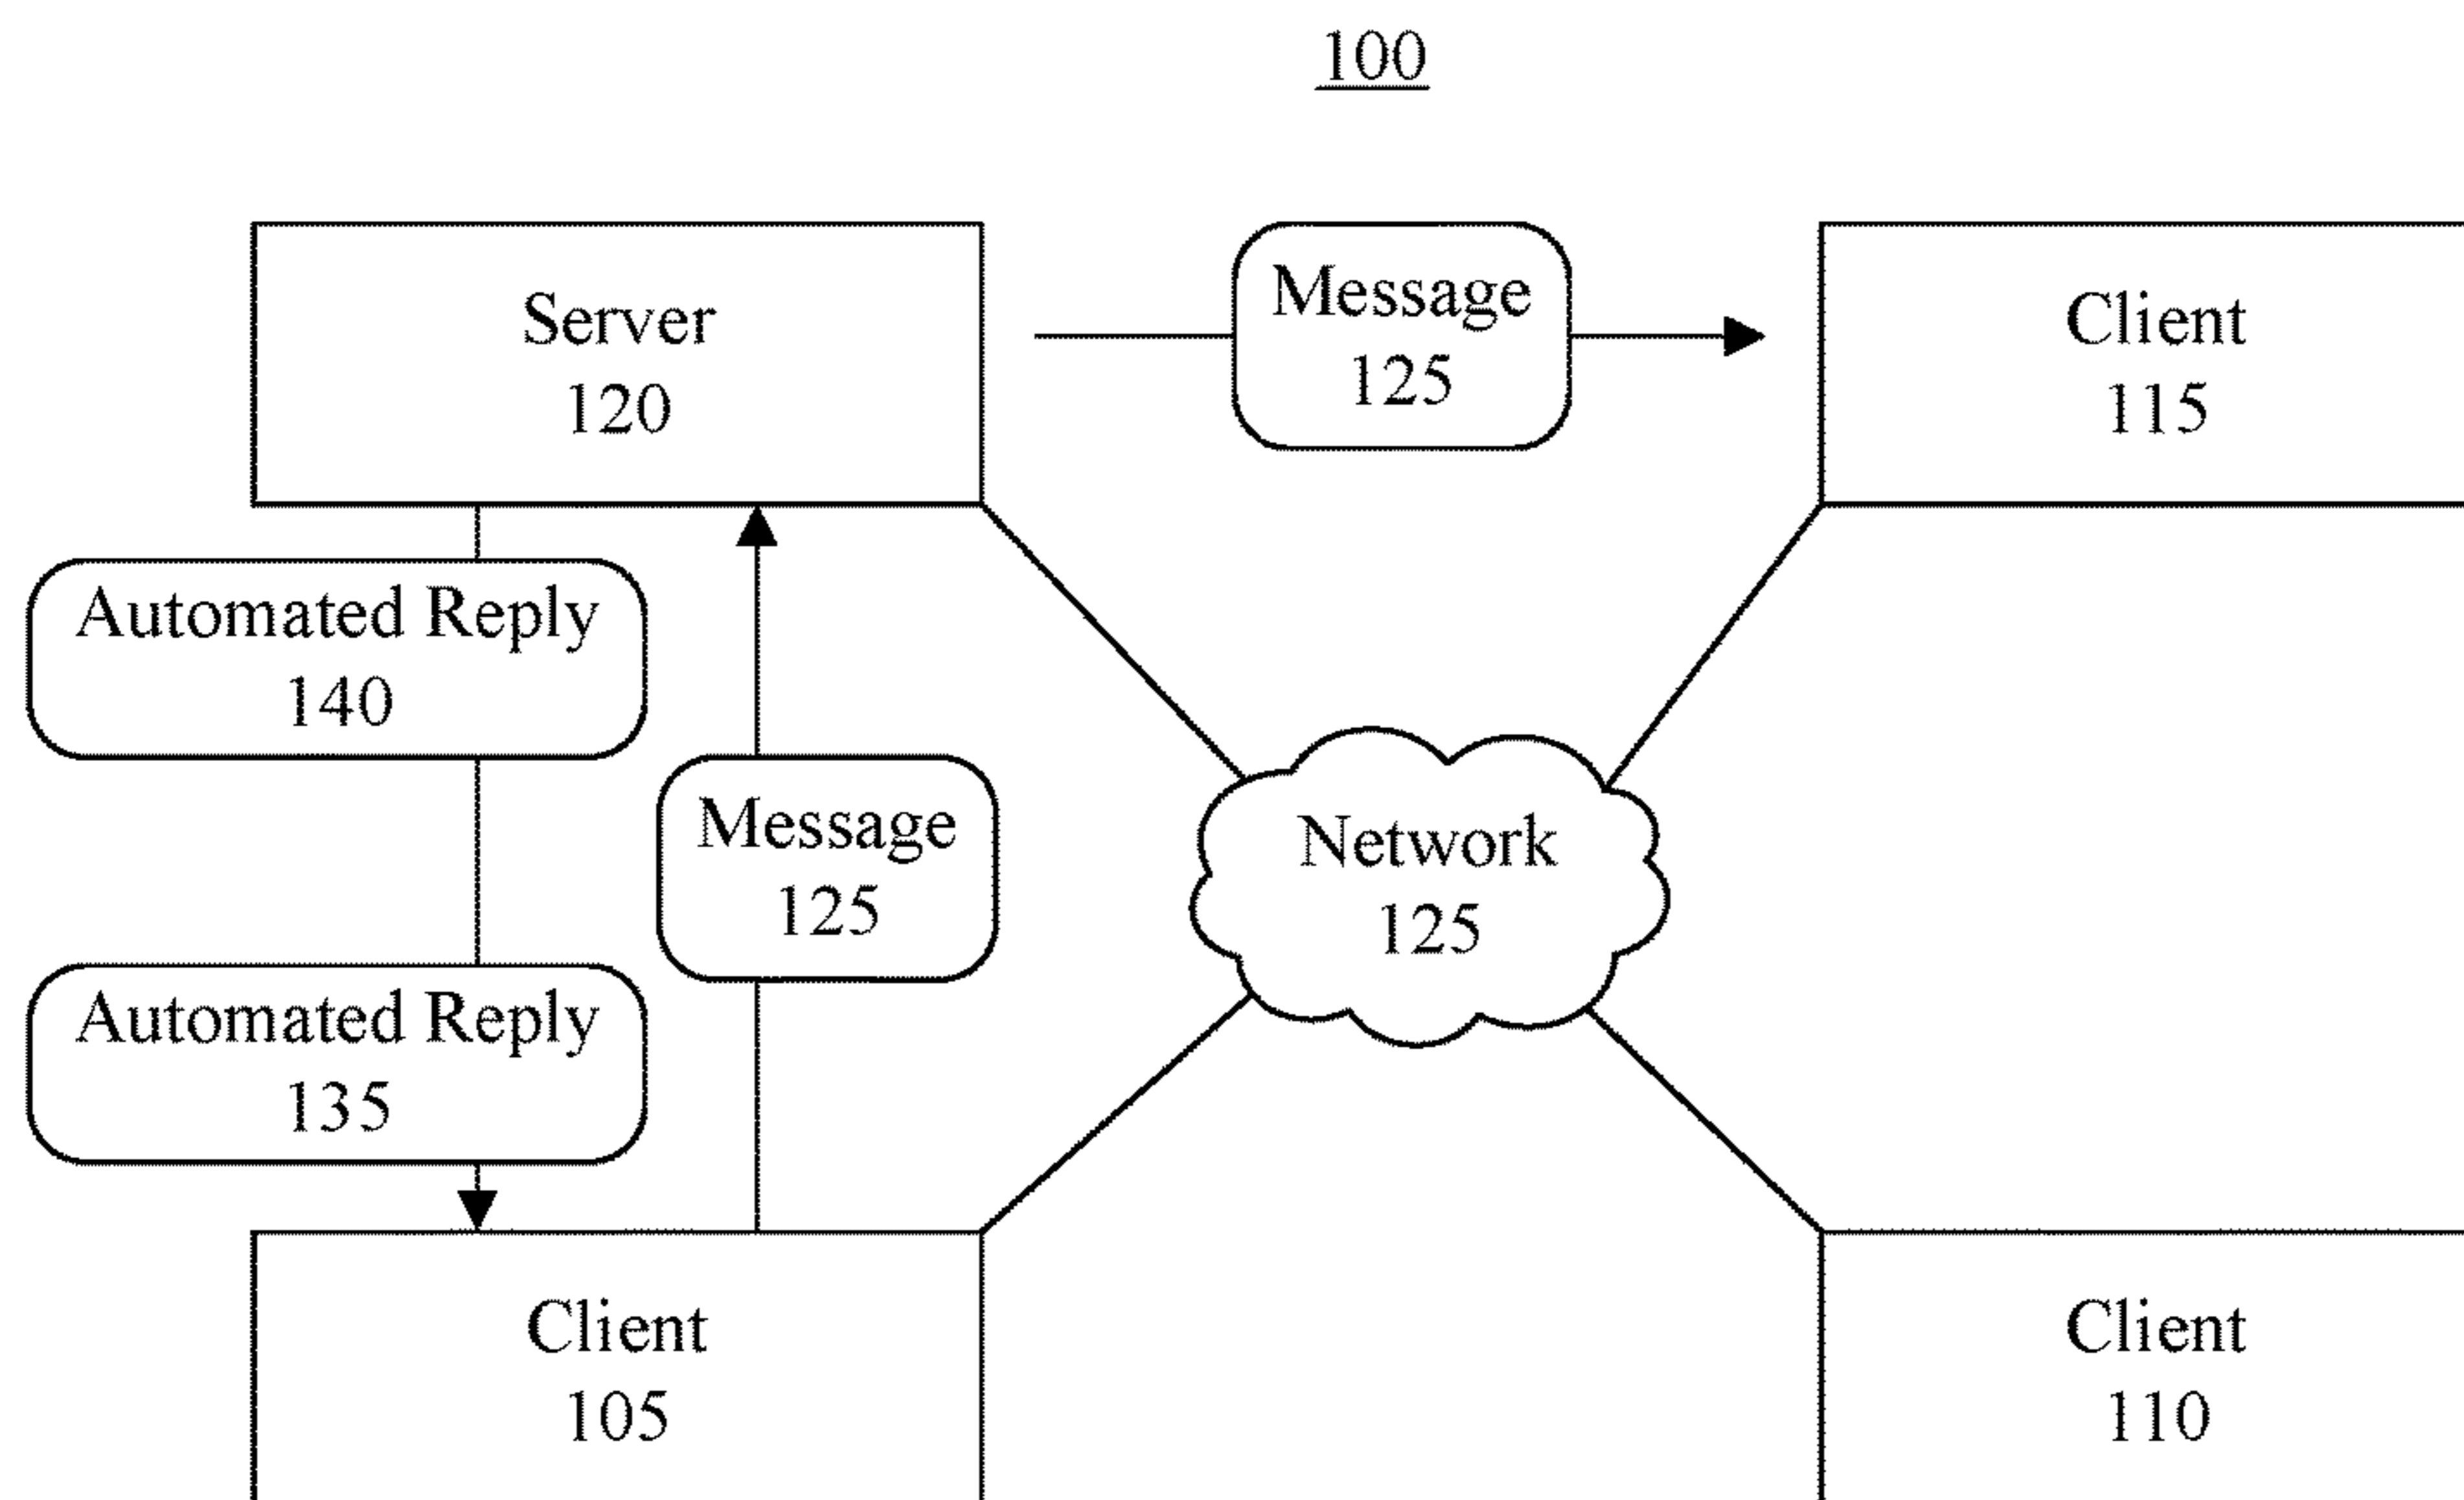 100
Server
120
Message
125
Client
115
Automated Reply
140
Message
125
Network
125
Automated Reply
135
Client
105
Client
110